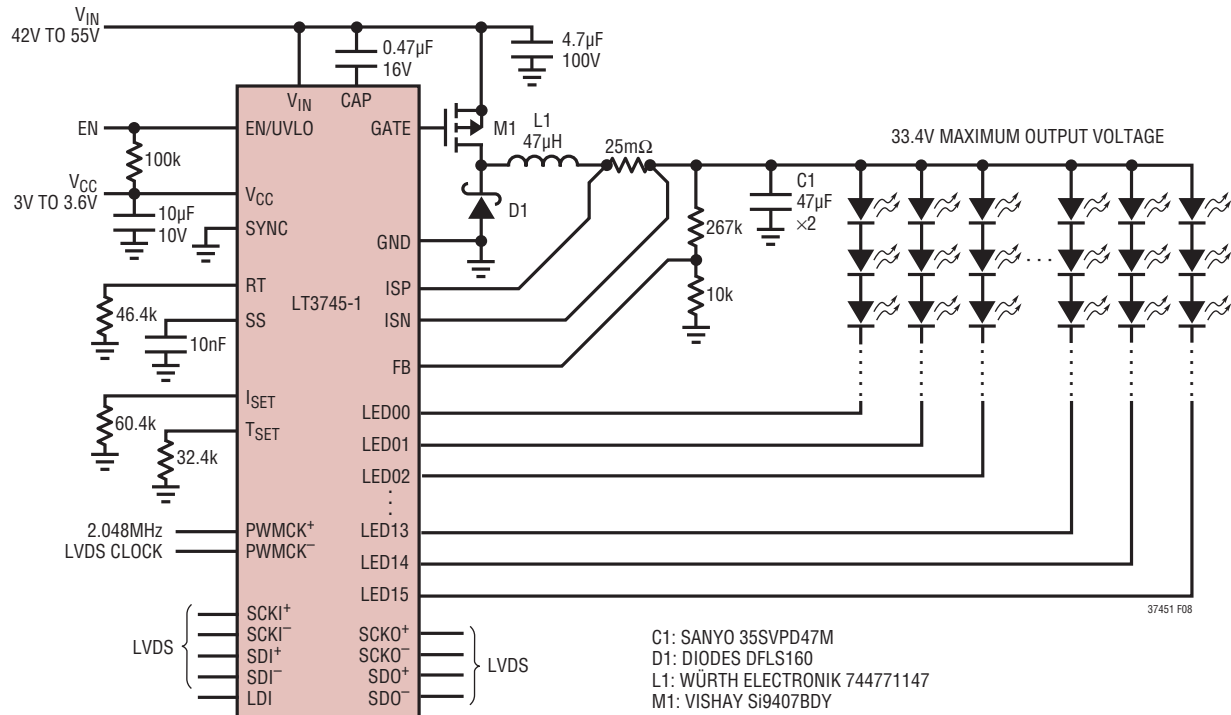 VIN
42V TO 55V
0.47µF
16V
4.7µF
100V
VIN
CAP
EN
EN/UVLO
GATE
M1
L1
47µH
25mΩ
33.4V MAXIMUM OUTPUT VOLTAGE
100k
VCC
3V TO 3.6V
VCC
10µF
10V
SYNC
D1
GND
C1
47µF
×2
267k
10k
RT
46.4k
LT3745-1
ISP
SS
10nF
ISN
FB
ISET
60.4k
TSET
32.4k
LED00
LED01
LED02
2.048MHz
LVDS CLOCK
PWMCK+
PWMCK–
LED13
LED14
LED15
37451 F08
LVDS
SCKI+
SCKI–
SDI+
SDI–
LDI
SCKO+
SCKO–
SDO+
SDO–
LVDS
C1: SANYO 35SVPD47M
D1: DIODES DFLS160
L1: WÜRTH ELECTRONIK 744771147
M1: VISHAY Si9407BDY